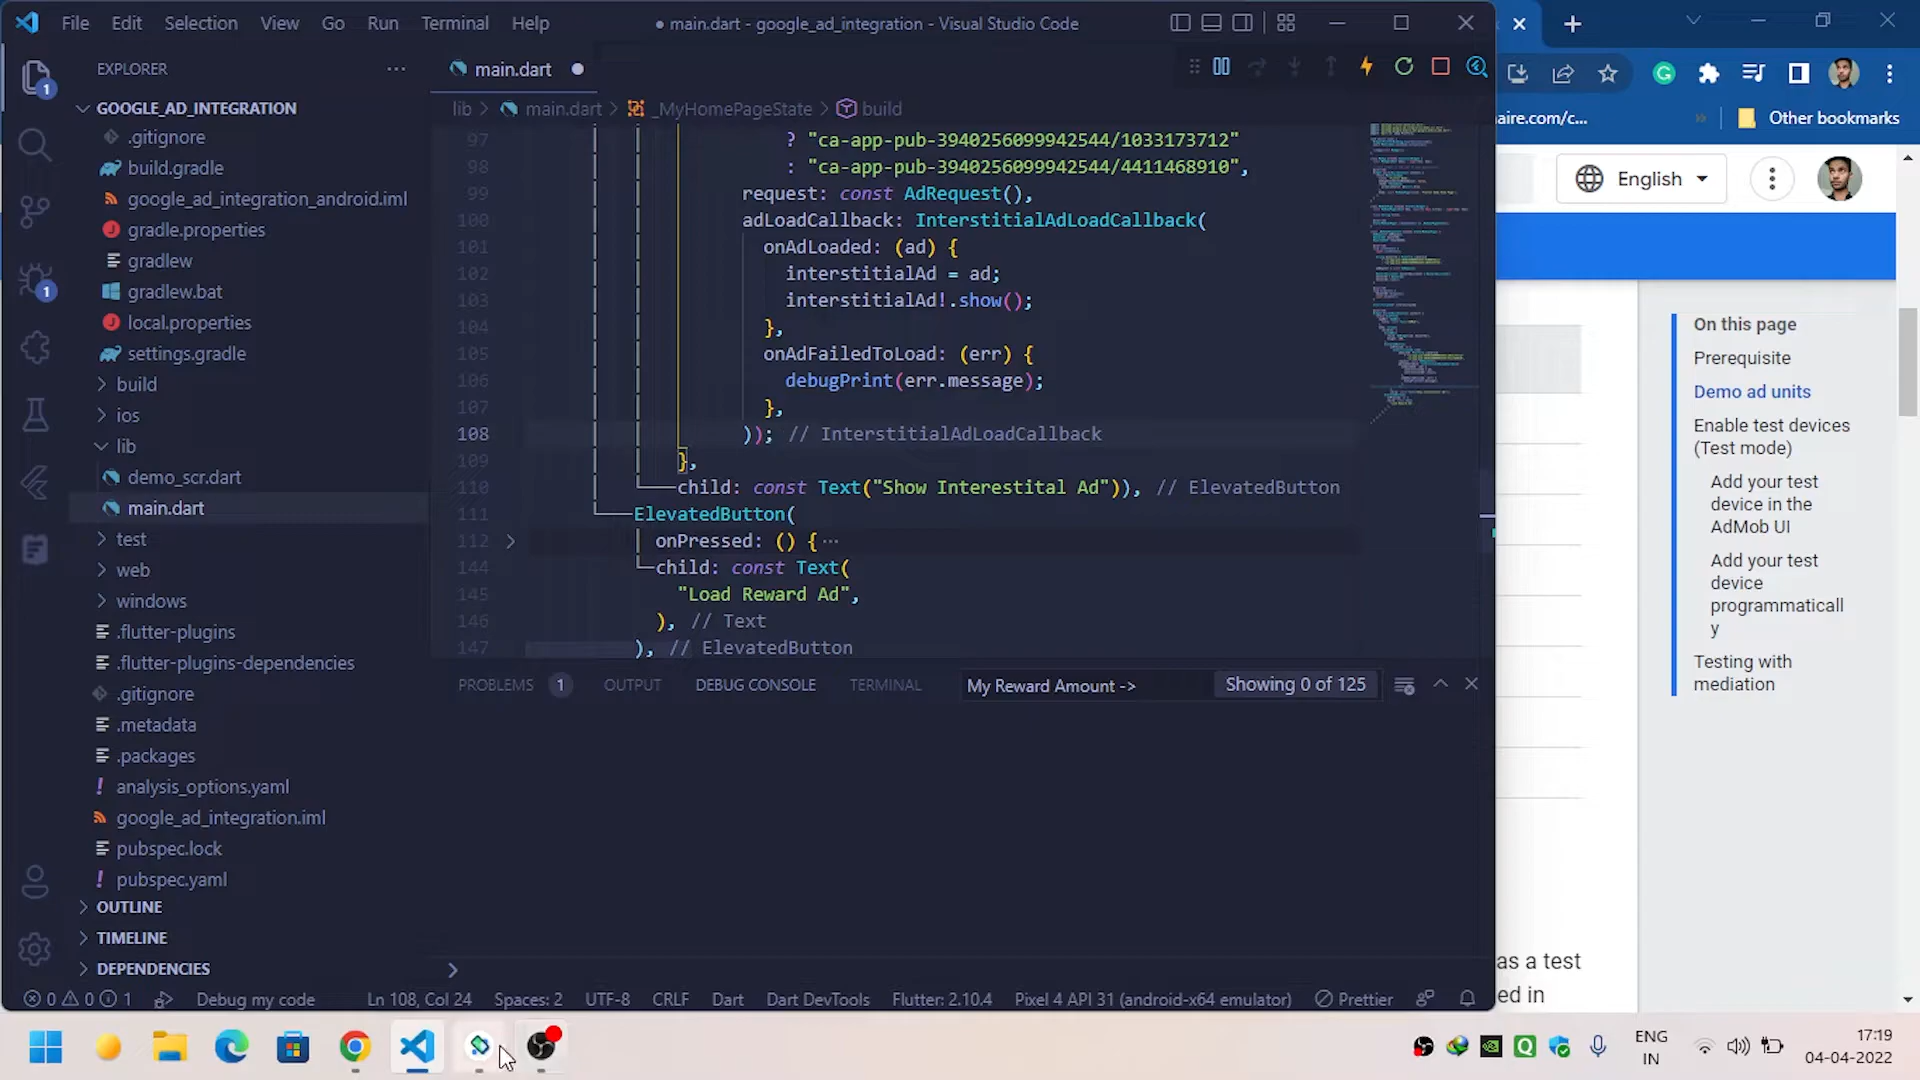 File Edit Selection View Go Run Terminal Help
● main.dart - google_ad_integration - Visual Studio Code
EXPLORER
main.dart
GOOGLE_AD_INTEGRATION
.gitignore
build.gradle
google_ad_integration_android.iml
gradle.properties
gradlew
gradlew.bat
local.properties
settings.gradle
build
ios
lib
demo_scr.dart
main.dart
test
web
windows
.flutter-plugins
.flutter-plugins-dependencies
.gitignore
.metadata
.packages
analysis_options.yaml
google_ad_integration.iml
pubspec.lock
pubspec.yaml
OUTLINE
TIMELINE
DEPENDENCIES
1
1
lib > main.dart > _MyHomePageState > build
97 ? "ca-app-pub-3940256099942544/1033173712"
98 : "ca-app-pub-3940256099942544/4411468910",
99 request: const AdRequest(),
100 adLoadCallback: InterstitialAdLoadCallback(
101 onAdLoaded: (ad) {
102 interstitialAd = ad;
103 interstitialAd!.show();
104 },
105 onAdFailedToLoad: (err) {
106 debugPrint(err.message);
107 },
108 )); // InterstitialAdLoadCallback
109 },
110 child: const Text("Show Interestital Ad")), // ElevatedButton
111 ElevatedButton(
112 onPressed: () {···
144 child: const Text(
145 "Load Reward Ad",
146 ), // Text
147 ), // ElevatedButton
PROBLEMS 1 OUTPUT DEBUG CONSOLE TERMINAL My Reward Amount -> Showing 0 of 125
0 0 1 Debug my code Ln 108, Col 24 Spaces: 2 UTF-8 CRLF Dart Dart DevTools Flutter: 2.10.4 Pixel 4 API 31 (android-x64 emulator) Prettier
aire.com/c...
Other bookmarks
English
On this page
Prerequisite
Demo ad units
Enable test devices
(Test mode)
Add your test
device in the
AdMob UI
Add your test
device
programmaticall
y
Testing with
mediation
as a test
ed in
ENG
IN
17:19
04-04-2022